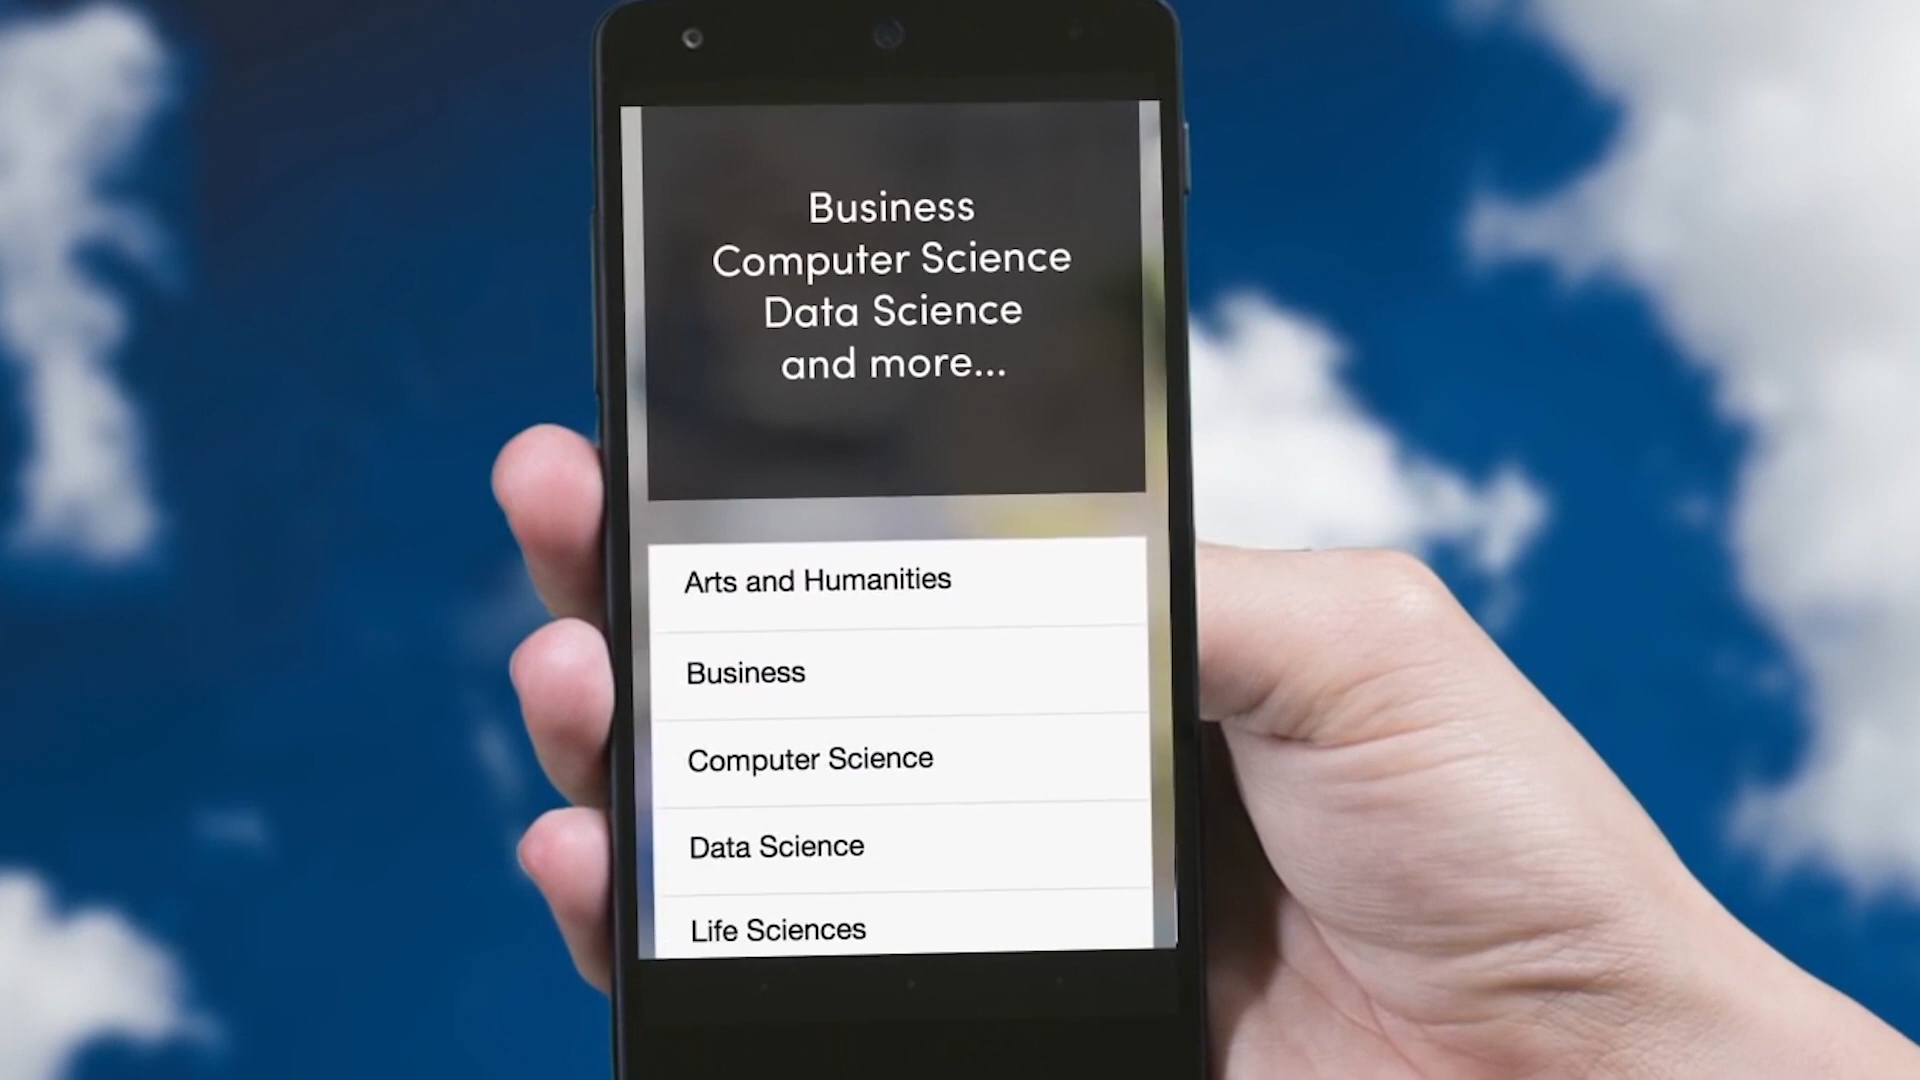 Business
Computer Science
Data Science
and more...
Arts and Humanities
Business
Computer Science
Data Science
Life Sciences